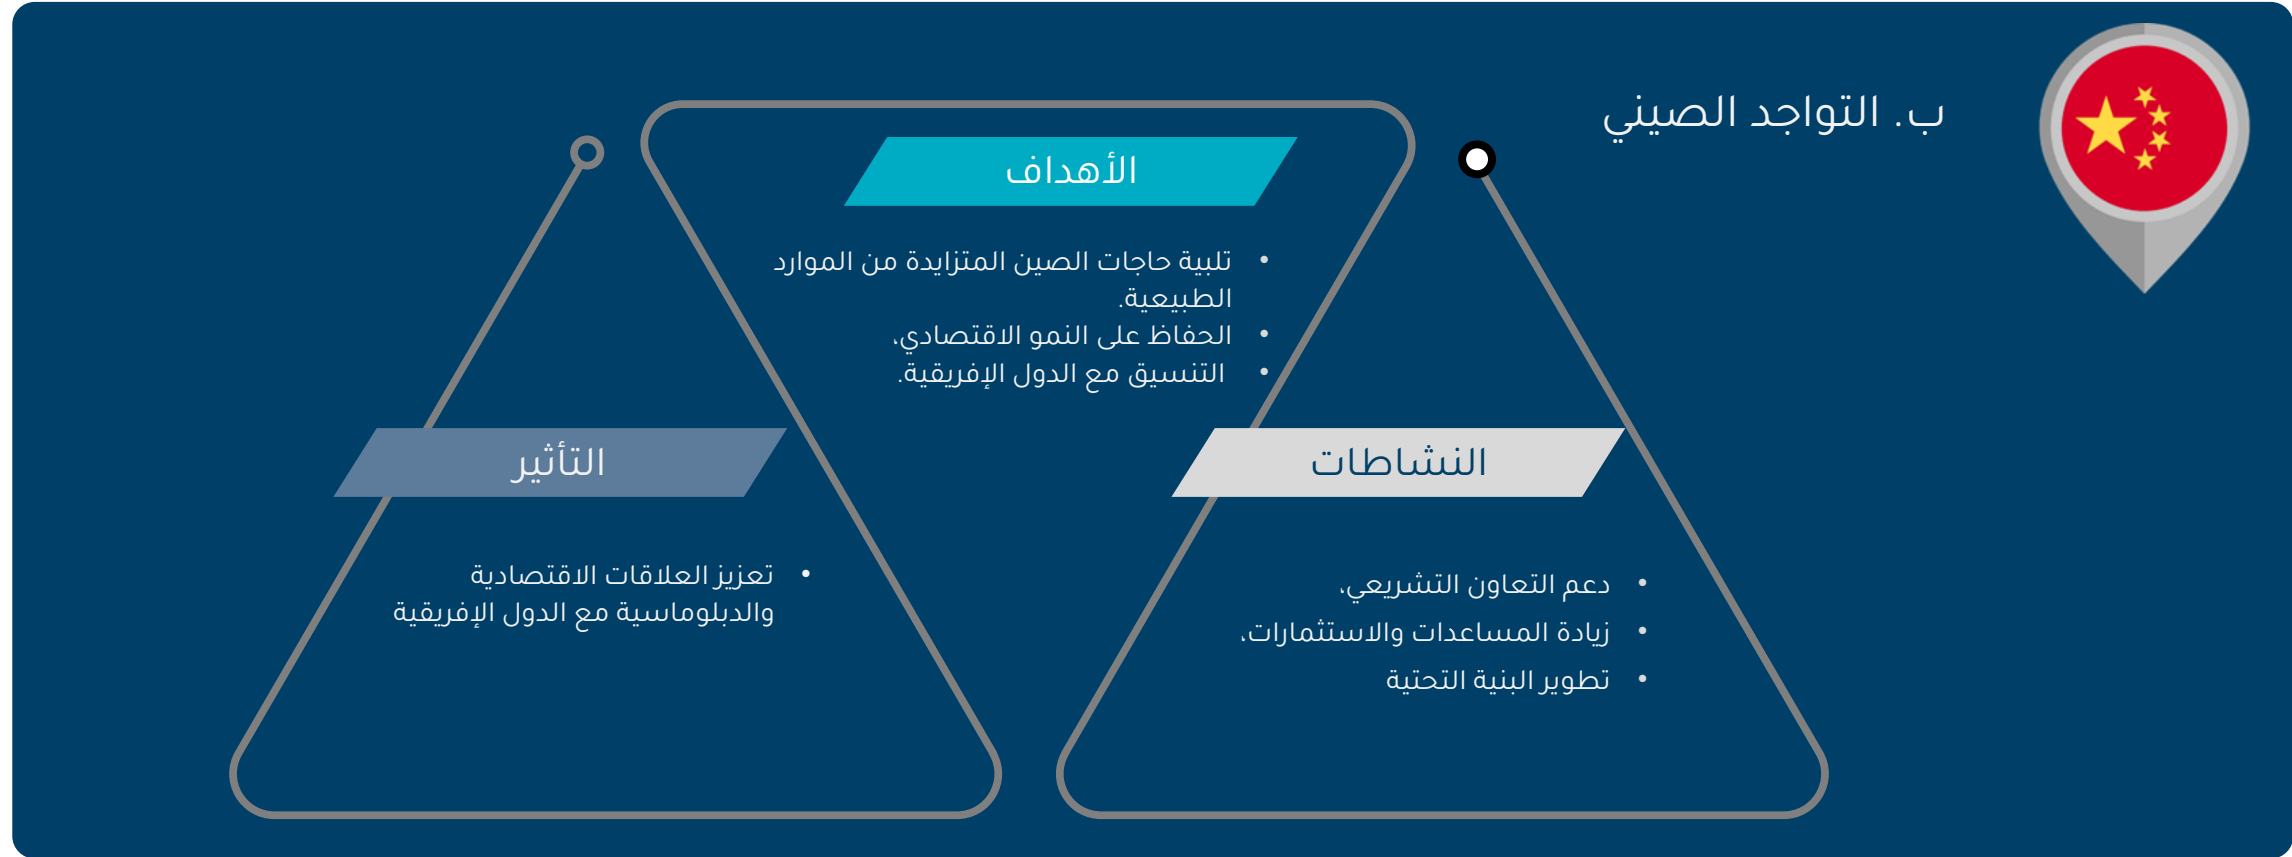 ب. التواجد الصيني
الأهداف
• تلبية حاجات الصين المتزايدة من الموارد
الطبيعية.
• الحفاظ على النمو الاقتصادي،
• التنسيق مع الدول الإفريقية.
النشاطات
• دعم التعاون التشريعي،
• زيادة المساعدات والاستثمارات،
• تطوير البنية التحتية
التأثير
• تعزيز العلاقات الاقتصادية
والدبلوماسية مع الدول الإفريقية